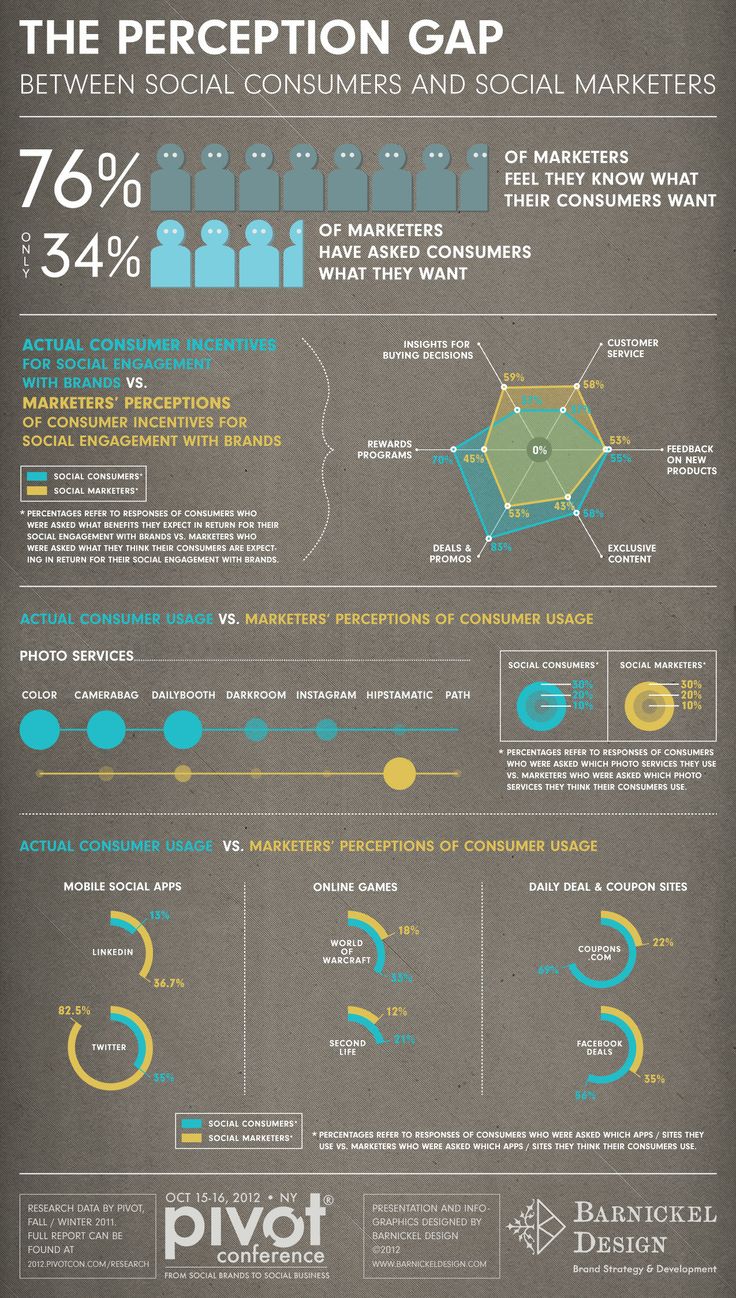 THE PERCEPTION GAP
BETWEEN SOCIAL CONSUMERS AND SOCIAL MARKETERS
76%
OF MARKETERS
FEEL THEY KNOW WHAT
THEIR CONSUMERS WANT
ONLY
34%
OF MARKETERS
HAVE ASKED CONSUMERS
WHAT THEY WANT
ACTUAL CONSUMER INCENTIVES
FOR SOCIAL ENGAGEMENT
WITH BRANDS VS.
MARKETERS' PERCEPTIONS
OF CONSUMER INCENTIVES FOR
SOCIAL ENGAGEMENT WITH BRANDS
SOCIAL CONSUMERS*
SOCIAL MARKETERS*
* PERCENTAGES REFER TO RESPONSES OF CONSUMERS WHO
WERE ASKED WHAT BENEFITS THEY EXPECT IN RETURN FOR THEIR
SOCIAL ENGAGEMENT WITH BRANDS VS. MARKETERS WHO
WERE ASKED WHAT THEY THINK THEIR CONSUMERS ARE EXPECT-
ING IN RETURN FOR THEIR SOCIAL ENGAGEMENT WITH BRANDS.
INSIGHTS FOR
BUYING DECISIONS
CUSTOMER
SERVICE
59%
58%
37%
37%
REWARDS
PROGRAMS
70%
45%
0%
53%
55%
FEEDBACK
ON NEW
PRODUCTS
53%
43%
58%
83%
DEALS &
PROMOS
EXCLUSIVE
CONTENT
ACTUAL CONSUMER USAGE VS. MARKETERS' PERCEPTIONS OF CONSUMER USAGE
PHOTO SERVICES
COLOR CAMERABAG DAILYBOOTH DARKROOM INSTAGRAM HIPSTAMATIC PATH
SOCIAL CONSUMERS*
30%
20%
10%
SOCIAL MARKETERS*
30%
20%
10%
* PERCENTAGES REFER TO RESPONSES OF CONSUMERS
WHO WERE ASKED WHICH PHOTO SERVICES THEY USE
VS. MARKETERS WHO WERE ASKED WHICH PHOTO
SERVICES THEY THINK THEIR CONSUMERS USE.
ACTUAL CONSUMER USAGE VS. MARKETERS' PERCEPTIONS OF CONSUMER USAGE
MOBILE SOCIAL APPS
13%
LINKEDIN
36.7%
82.5%
TWITTER
35%
ONLINE GAMES
18%
WORLD
OF
WARCRAFT
33%
12%
SECOND
LIFE
21%
DAILY DEAL & COUPON SITES
22%
COUPONS
.COM
69%
FACEBOOK
DEALS
35%
56%
SOCIAL CONSUMERS*
SOCIAL MARKETERS*
* PERCENTAGES REFER TO RESPONSES OF CONSUMERS WHO WERE ASKED WHICH APPS / SITES THEY
USE VS. MARKETERS WHO WERE ASKED WHICH APPS / SITES THEY THINK THEIR CONSUMERS USE.
RESEARCH DATA BY PIVOT,
FALL / WINTER 2011.
FULL REPORT CAN BE
FOUND AT
2012.PIVOTCON.COM/RESEARCH
OCT 15-16, 2012 • NY
pivot®
conference
FROM SOCIAL BRANDS TO SOCIAL BUSINESS
PRESENTATION AND INFO-
GRAPHICS DESIGNED BY
BARNICKEL DESIGN
©2012
WWW.BARNICKELDESIGN.COM
BARNICKEL
DESIGN
Brand Strategy & Development